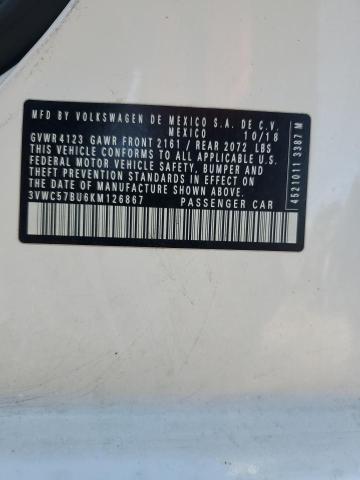 MFD BY VOLKSWAGEN DE MEXICO S.A. DE C.V.
MEXICO 10/18
GVWR 4123 GAWR FRONT 2161 / REAR 2072 LBS
THIS VEHICLE CONFORMS TO ALL APPLICABLE U.S.
FEDERAL MOTOR VEHICLE SAFETY, BUMPER AND
THEFT PREVENTION STANDARDS IN EFFECT ON THE
DATE OF MANUFACTURE SHOWN ABOVE.
3VWC57BU6KM126867 PASSENGER CAR
4521011 3387 M